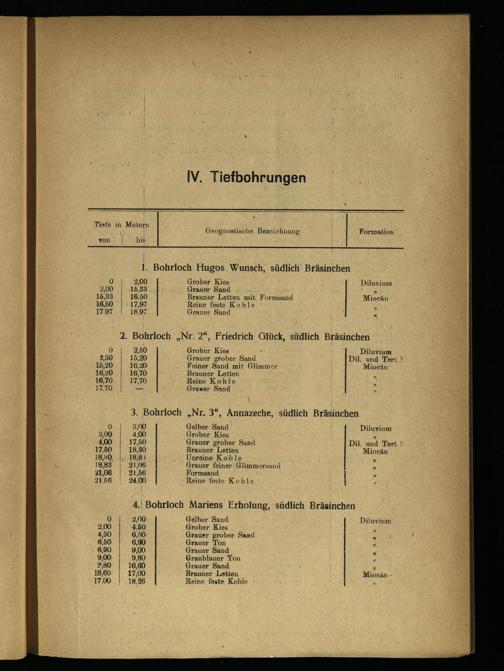 IV. Tiefbohrungen
Tiefe in Metern
von bis
Geognostische Bezeichnung
Formation
1. Bohrloch Hugos Wunsch, südlich Bräsinchen
0 2,00 Grober Kies Diluvium
2,00 15,33 Grauer Sand „
15,33 16,50 Brauner Letten mit Formsand Miocän
16,50 17,97 Reine feste Kohle „
17.97 18.97 Grauer Sand „
2. Bohrloch „Nr. 2“, Friedrich Glück, südlich Bräsinchen
0 2,50 Grober Kies Diluvium
2,50 15,20 Grauer grober Sand Dil. und Tert.?
15,20 16,20 Feiner Sand mit Glimmer Miocän
16,20 16,70 Brauner Letten „
16,70 17,70 Reine Kohle „
17.70 — Grauer Sand „
3. Bohrloch „Nr. 3“, Annazeche, südlich Bräsinchen
0 3,00 Gelber Sand Diluvium
3,00 4,00 Grober Kies „
4,00 17,50 Grauer grober Sand Dil. und Tert.?
17.50 18,80 Brauner Letten Miocän
18,80 Unreine Kohle „
18,83 21,06 Grauer feiner Glimmersand „
21,06 21,56 Formsand „
21.56 24,00 Reine feste Kohle „
4. Bohrloch Mariens Erholung, südlich Bräsinchen
0 2,00 Gelber Sand Diluvium
2,00 4,50 Grober Kies „
4,50 6,50 Grauer grober Sand „
6,50 6,90 Grauer Ton „
6,90 9,00 Grauer Sand „
9,00 9,80 Graublauer Ton „
2,80 16,60 Grauer Sand „
16,60 17,00 Brauner Letten Miocän
17.00 18,26 Reine feste Kohle „